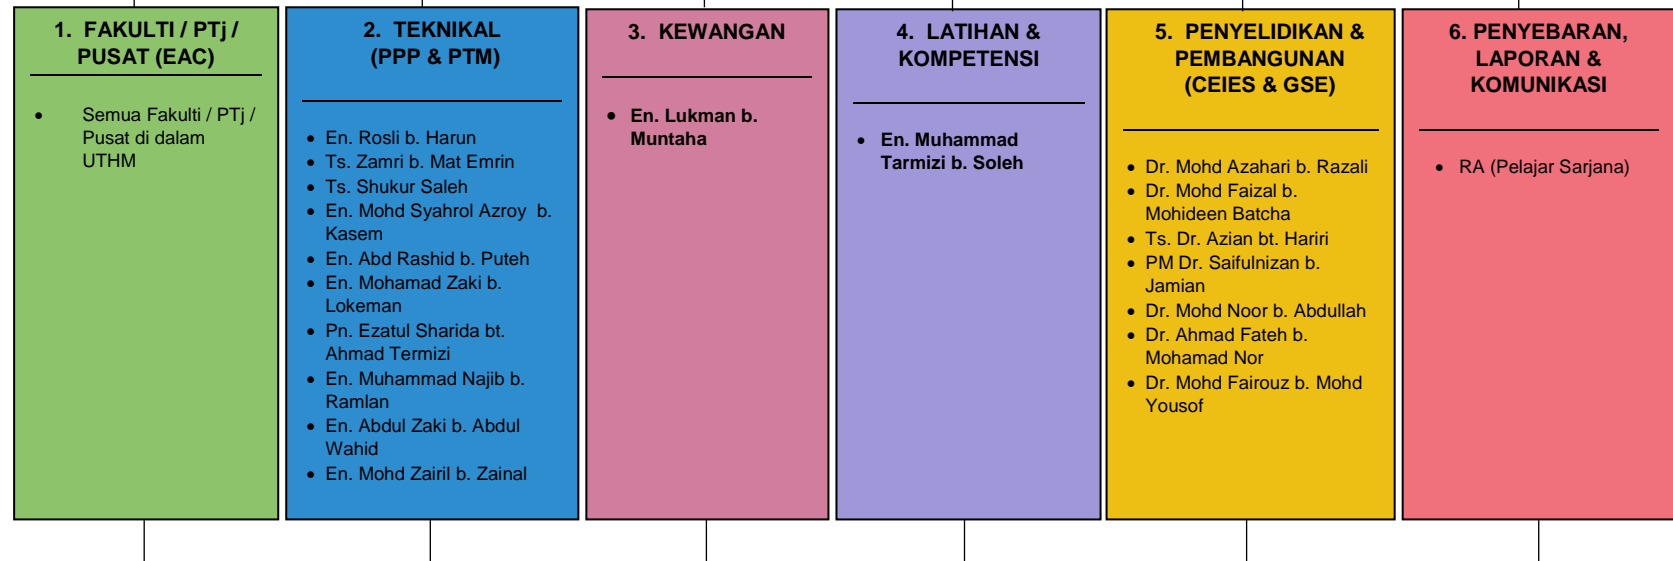 1. FAKULTI / PTj /
PUSAT (EAC)
• Semua Fakulti / PTj /
Pusat di dalam
UTHM
2. TEKNIKAL
(PPP & PTM)
• En. Rosli b. Harun
• Ts. Zamri b. Mat Emrin
• Ts. Shukur Saleh
• En. Mohd Syahrol Azroy b.
Kasem
• En. Abd Rashid b. Puteh
• En. Mohamad Zaki b.
Lokeman
• Pn. Ezatul Sharida bt.
Ahmad Termizi
• En. Muhammad Najib b.
Ramlan
• En. Abdul Zaki b. Abdul
Wahid
• En. Mohd Zairil b. Zainal
3. KEWANGAN
• En. Lukman b.
Muntaha
4. LATIHAN &
KOMPETENSI
• En. Muhammad
Tarmizi b. Soleh
5. PENYELIDIKAN &
PEMBANGUNAN
(CEIES & GSE)
• Dr. Mohd Azahari b. Razali
• Dr. Mohd Faizal b.
Mohideen Batcha
• Ts. Dr. Azian bt. Hariri
• PM Dr. Saifulnizan b.
Jamian
• Dr. Mohd Noor b. Abdullah
• Dr. Ahmad Fateh b.
Mohamad Nor
• Dr. Mohd Fairouz b. Mohd
Yousof
6. PENYEBARAN,
LAPORAN &
KOMUNIKASI
• RA (Pelajar Sarjana)